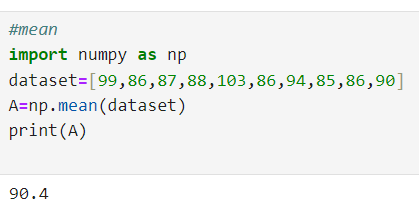 #mean
import numpy as np
dataset=[99,86,87,88,103,86,94,85,86,90]
A=np.mean(dataset)
print(A)
90.4